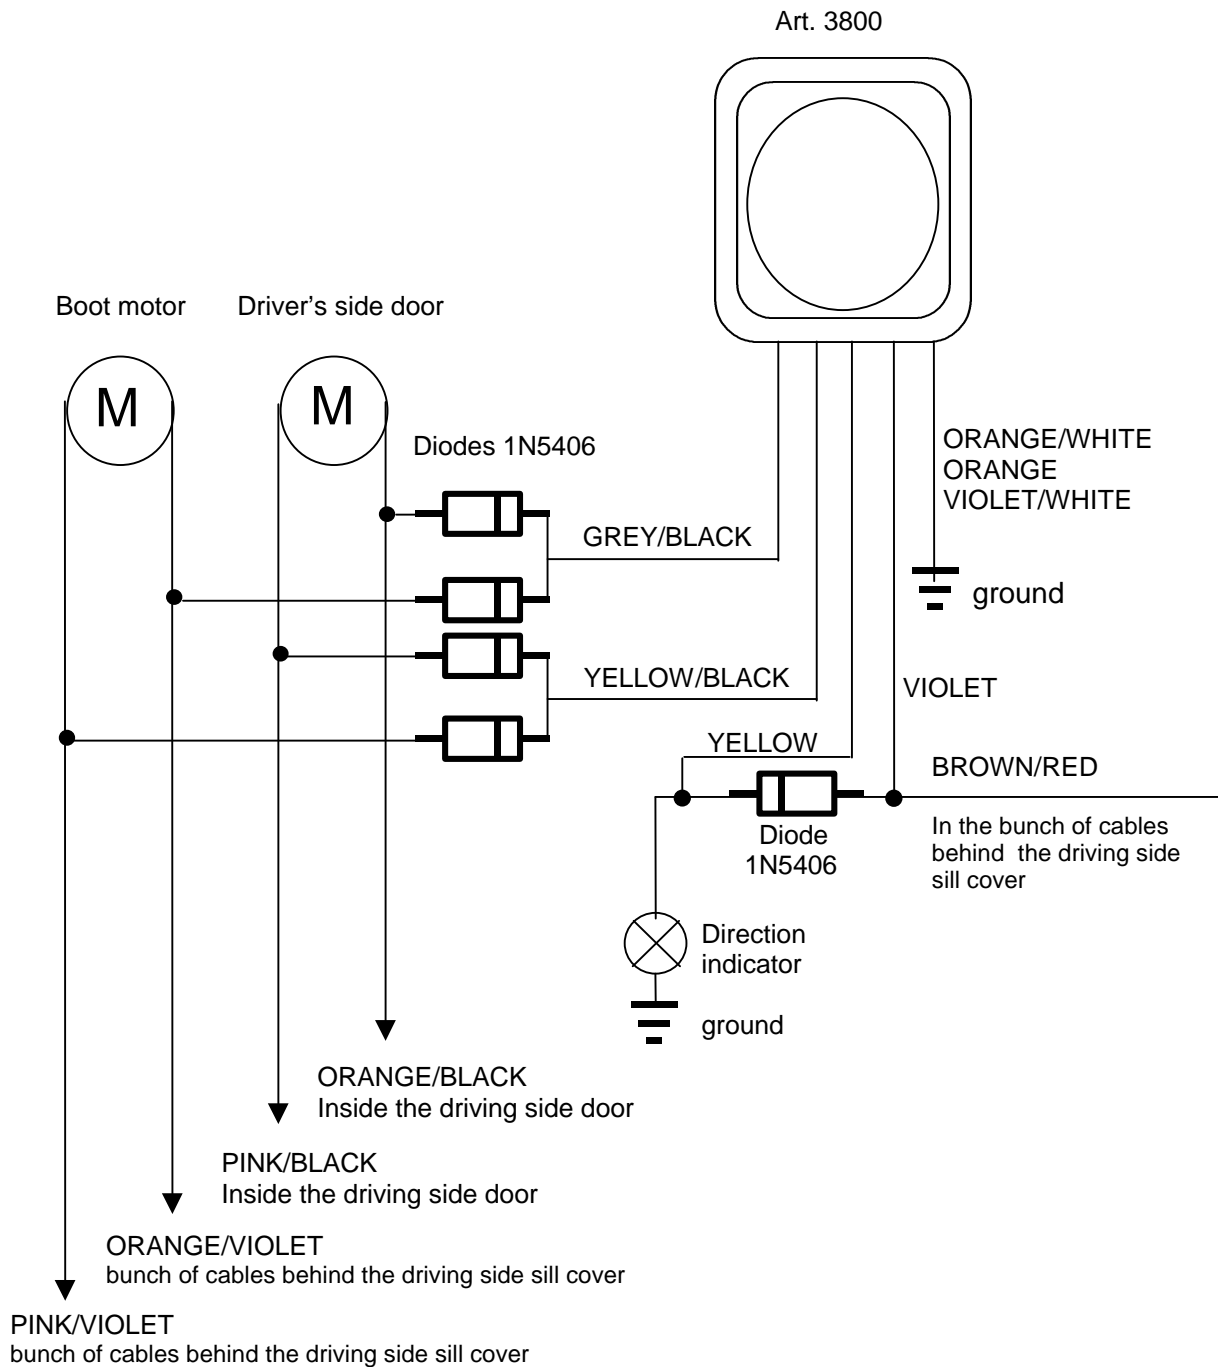 Art. 3800
Boot motor
Driver's side door
M
M
Diodes 1N5406
ORANGE/WHITE
ORANGE
VIOLET/WHITE
GREY/BLACK
ground
YELLOW/BLACK
VIOLET
YELLOW
BROWN/RED
In the bunch of cables
behind the driving side
sill cover
Diode
1N5406
Direction
indicator
ground
ORANGE/BLACK
Inside the driving side door
PINK/BLACK
Inside the driving side door
ORANGE/VIOLET
bunch of cables behind the driving side sill cover
PINK/VIOLET
bunch of cables behind the driving side sill cover